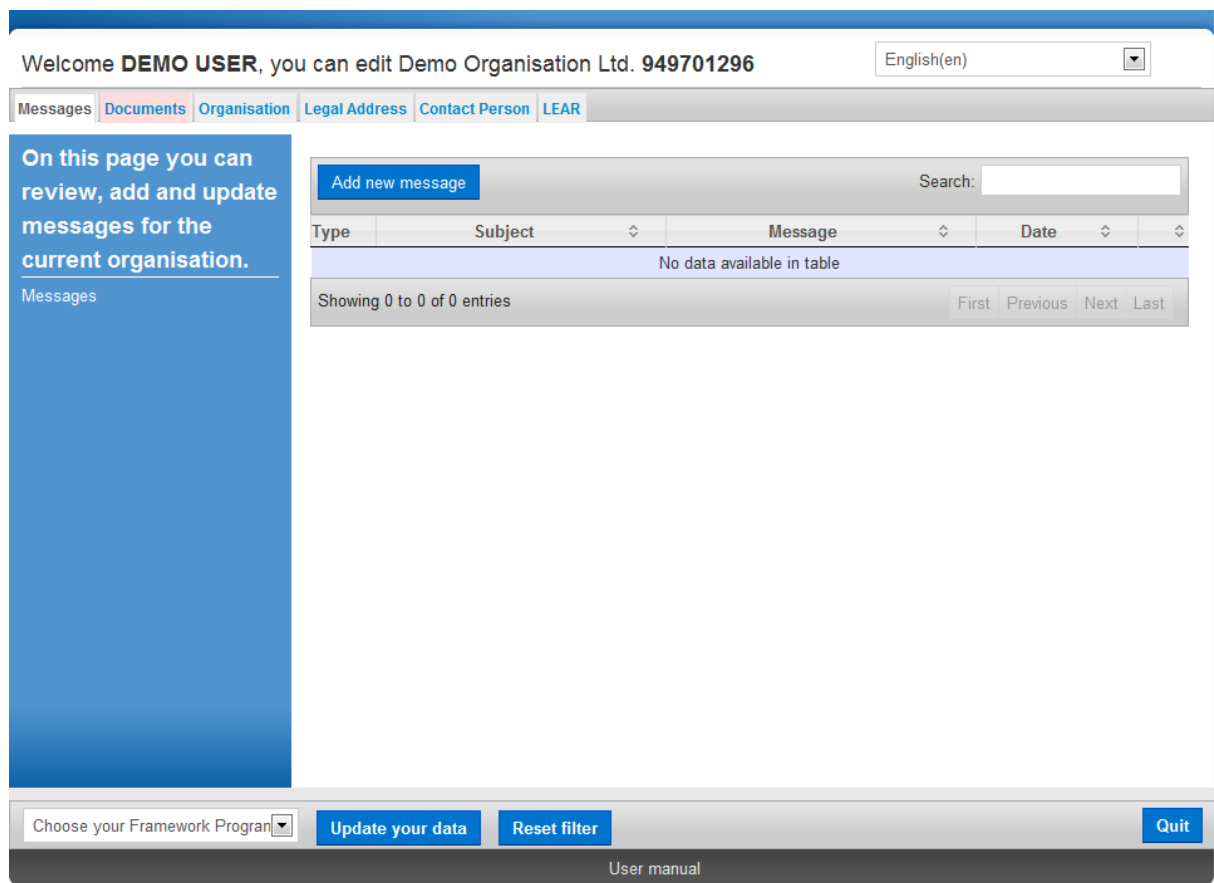 Welcome DEMO USER, you can edit Demo Organisation Ltd. 949701296
English(en)
Messages Documents Organisation Legal Address Contact Person LEAR
On this page you can
review, add and update
messages for the
current organisation.
Messages
Add new message
Search:
Type Subject Message Date
No data available in table
Showing 0 to 0 of 0 entries
First Previous Next Last
Choose your Framework Progran
Update your data
Reset filter
Quit
User manual